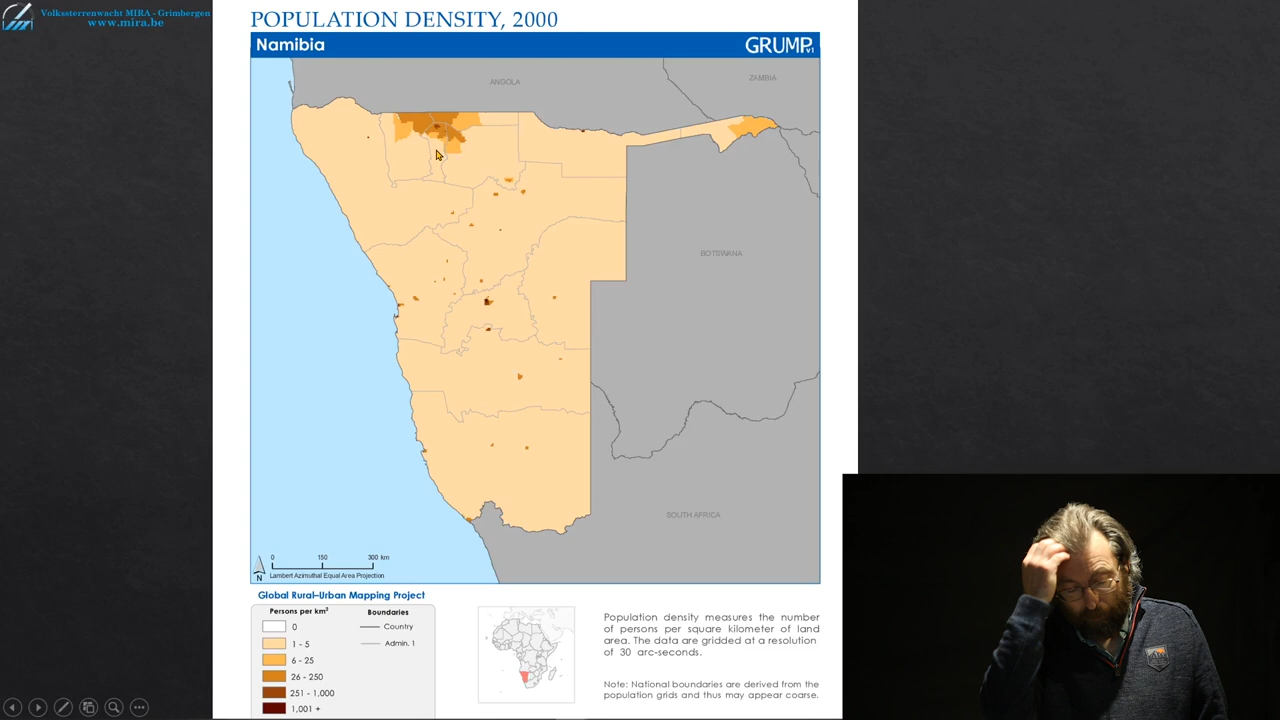 Volkssterrenwacht MIRA - Grimbergen
www.mira.be
POPULATION DENSITY, 2000
Namibia
GRUMPv1
ANGOLA
ZAMBIA
BOTSWANA
SOUTH AFRICA
0 150 300 km
N
Lambert Azimuthal Equal Area Projection
Global Rural–Urban Mapping Project
Persons per km²
0
1 - 5
6 - 25
26 - 250
251 - 1,000
1,001 +
Boundaries
Country
Admin. 1
Population density measures the number
of persons per square kilometer of land
area. The data are gridded at a resolution
of 30 arc-seconds.
Note: National boundaries are derived from the
population grids and thus may appear coarse.